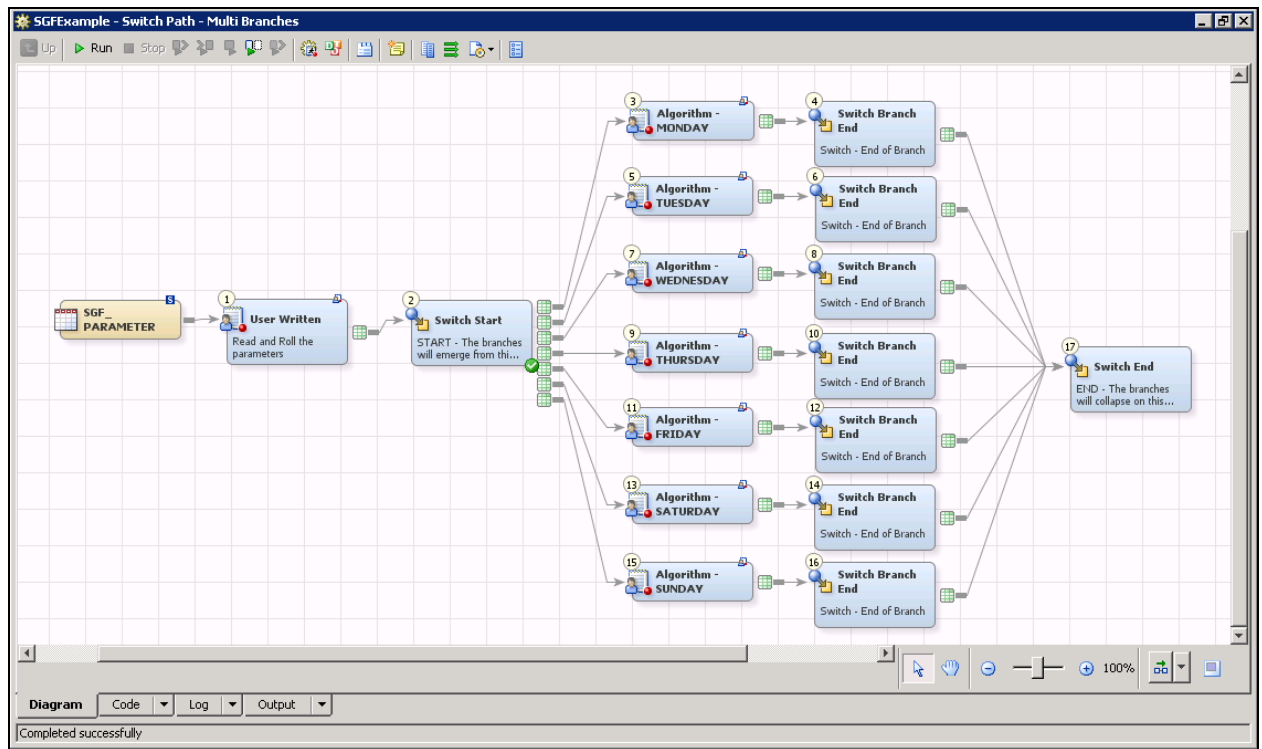 SGFExample - Switch Path - Multi Branches
Up Run Stop
3
Algorithm -
MONDAY
4
Switch Branch
End
Switch - End of Branch
5
Algorithm -
TUESDAY
6
Switch Branch
End
Switch - End of Branch
7
Algorithm -
WEDNESDAY
8
Switch Branch
End
Switch - End of Branch
SGF_
PARAMETER
S
1
User Written
Read and Roll the
parameters
2
Switch Start
START - The branches
will emerge from thi...
9
Algorithm -
THURSDAY
10
Switch Branch
End
Switch - End of Branch
17
Switch End
END - The branches
will collapse on this...
11
Algorithm -
FRIDAY
12
Switch Branch
End
Switch - End of Branch
13
Algorithm -
SATURDAY
14
Switch Branch
End
Switch - End of Branch
15
Algorithm -
SUNDAY
16
Switch Branch
End
Switch - End of Branch
100%
Diagram Code Log Output
Completed successfully